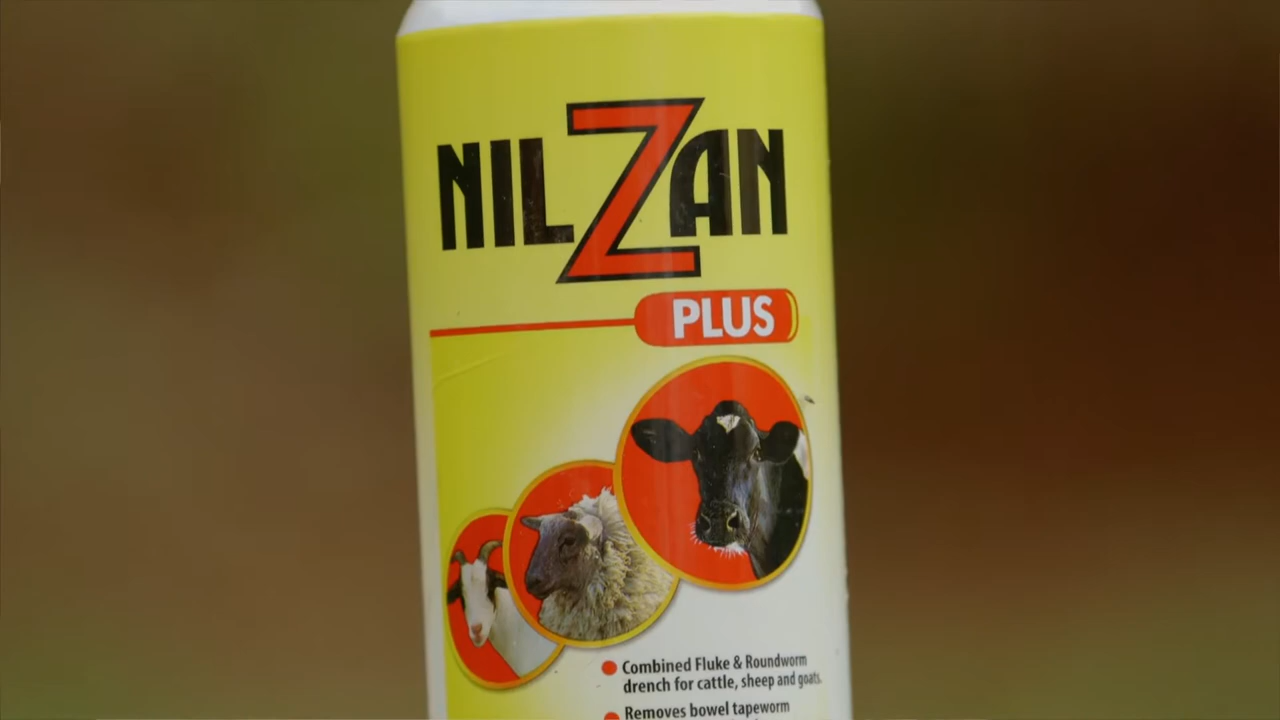 NILZAN
PLUS
Combined Fluke & Roundworm
drench for cattle, sheep and goats.
Removes bowel tapeworm